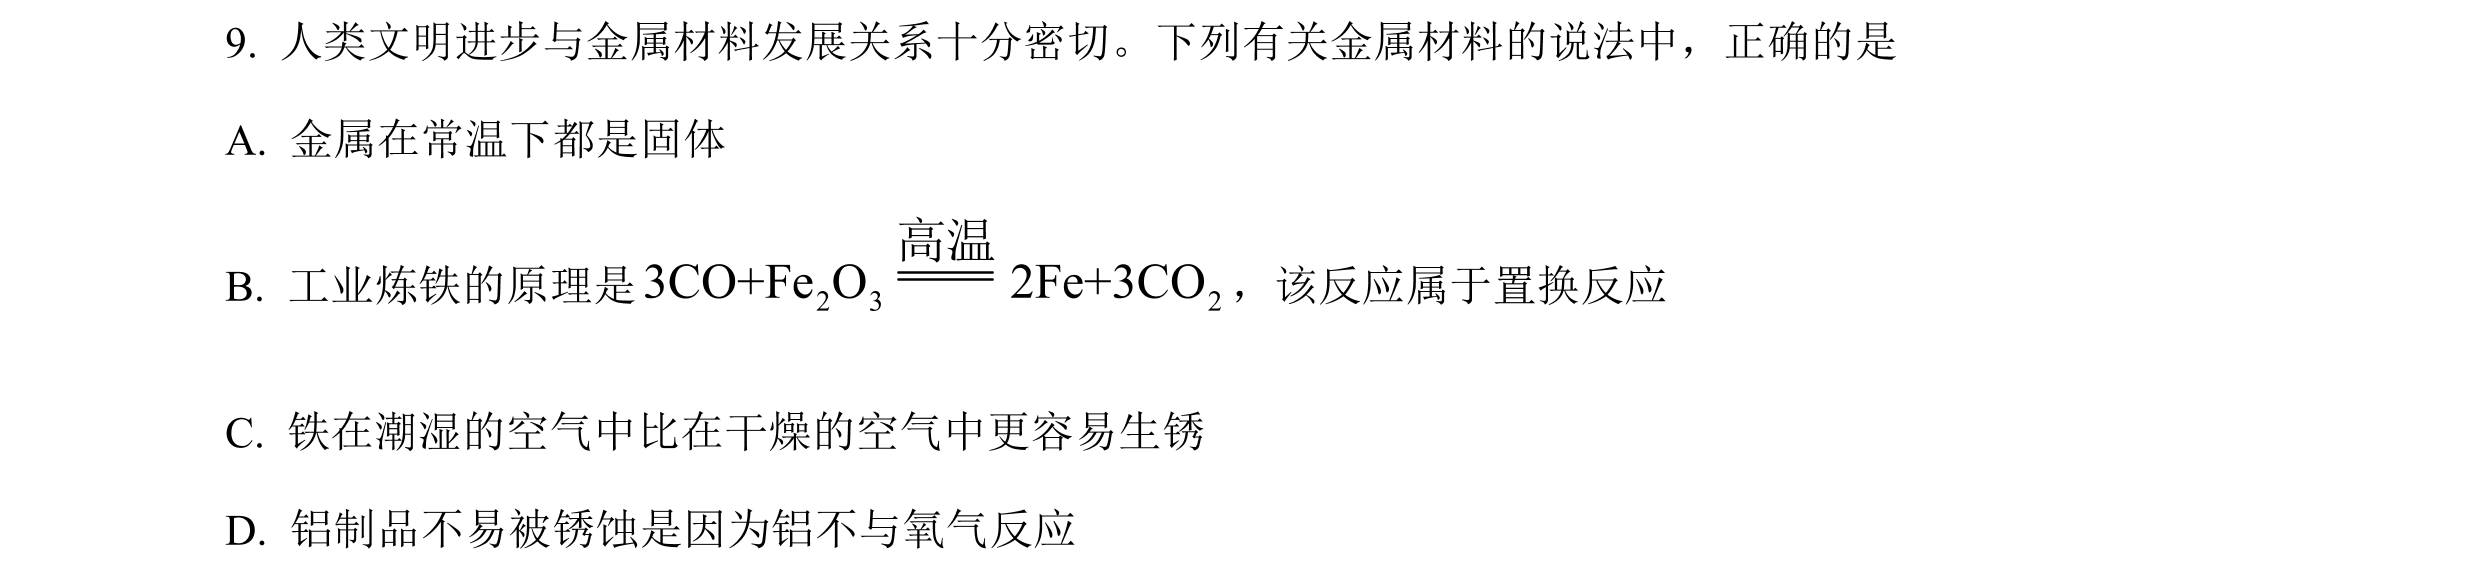 9. 人类文明进步与金属材料发展关系十分密切。下列有关金属材料的说法中，正确的是
A. 金属在常温下都是固体
B. 工业炼铁的原理是3CO+Fe₂O₃ \xlongequal{高温} 2Fe+3CO₂，该反应属于置换反应
C. 铁在潮湿的空气中比在干燥的空气中更容易生锈
D. 铝制品不易被锈蚀是因为铝不与氧气反应